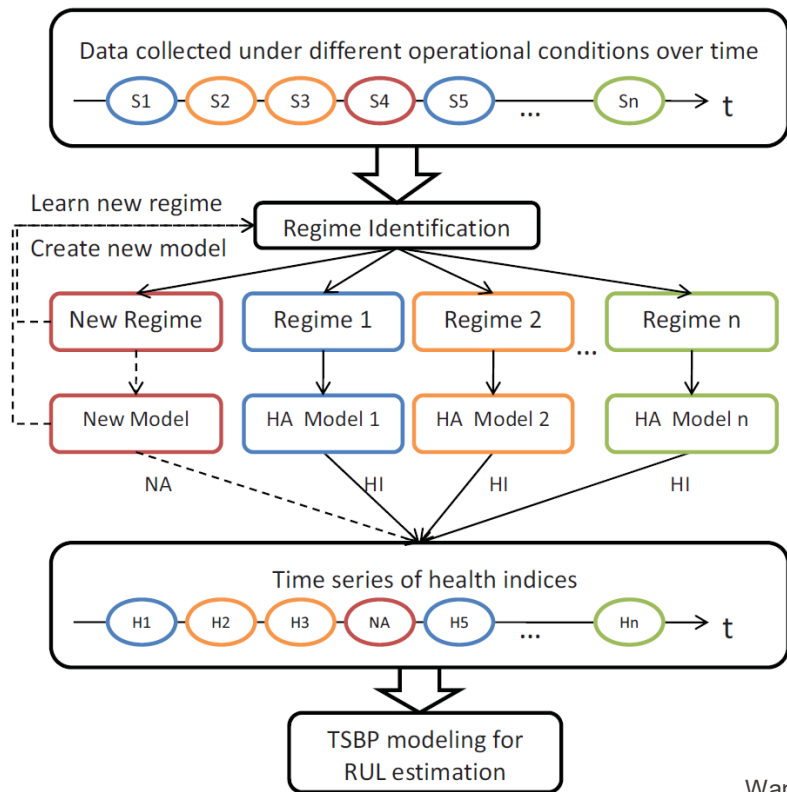 Data collected under different operational conditions over time
S1 S2 S3 S4 S5 ... Sn t
Learn new regime
Regime Identification
Create new model
New Regime Regime 1 Regime 2 ... Regime n
New Model HA Model 1 HA Model 2 HA Model n
NA HI HI HI
Time series of health indices
H1 H2 H3 NA H5 ... Hn t
TSBP modeling for
RUL estimation